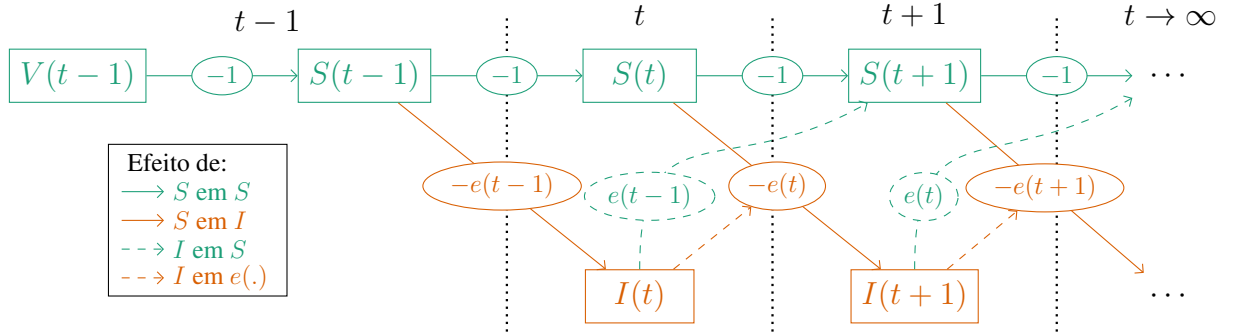 t − 1
t
t + 1
t → ∞
V(t−1)
−1
S(t−1)
−1
S(t)
−1
S(t+1)
−1
...
Efeito de:
S em S
S em I
I em S
I em e(.)
−e(t−1)
e(t−1)
−e(t)
e(t)
−e(t+1)
I(t)
I(t+1)
...